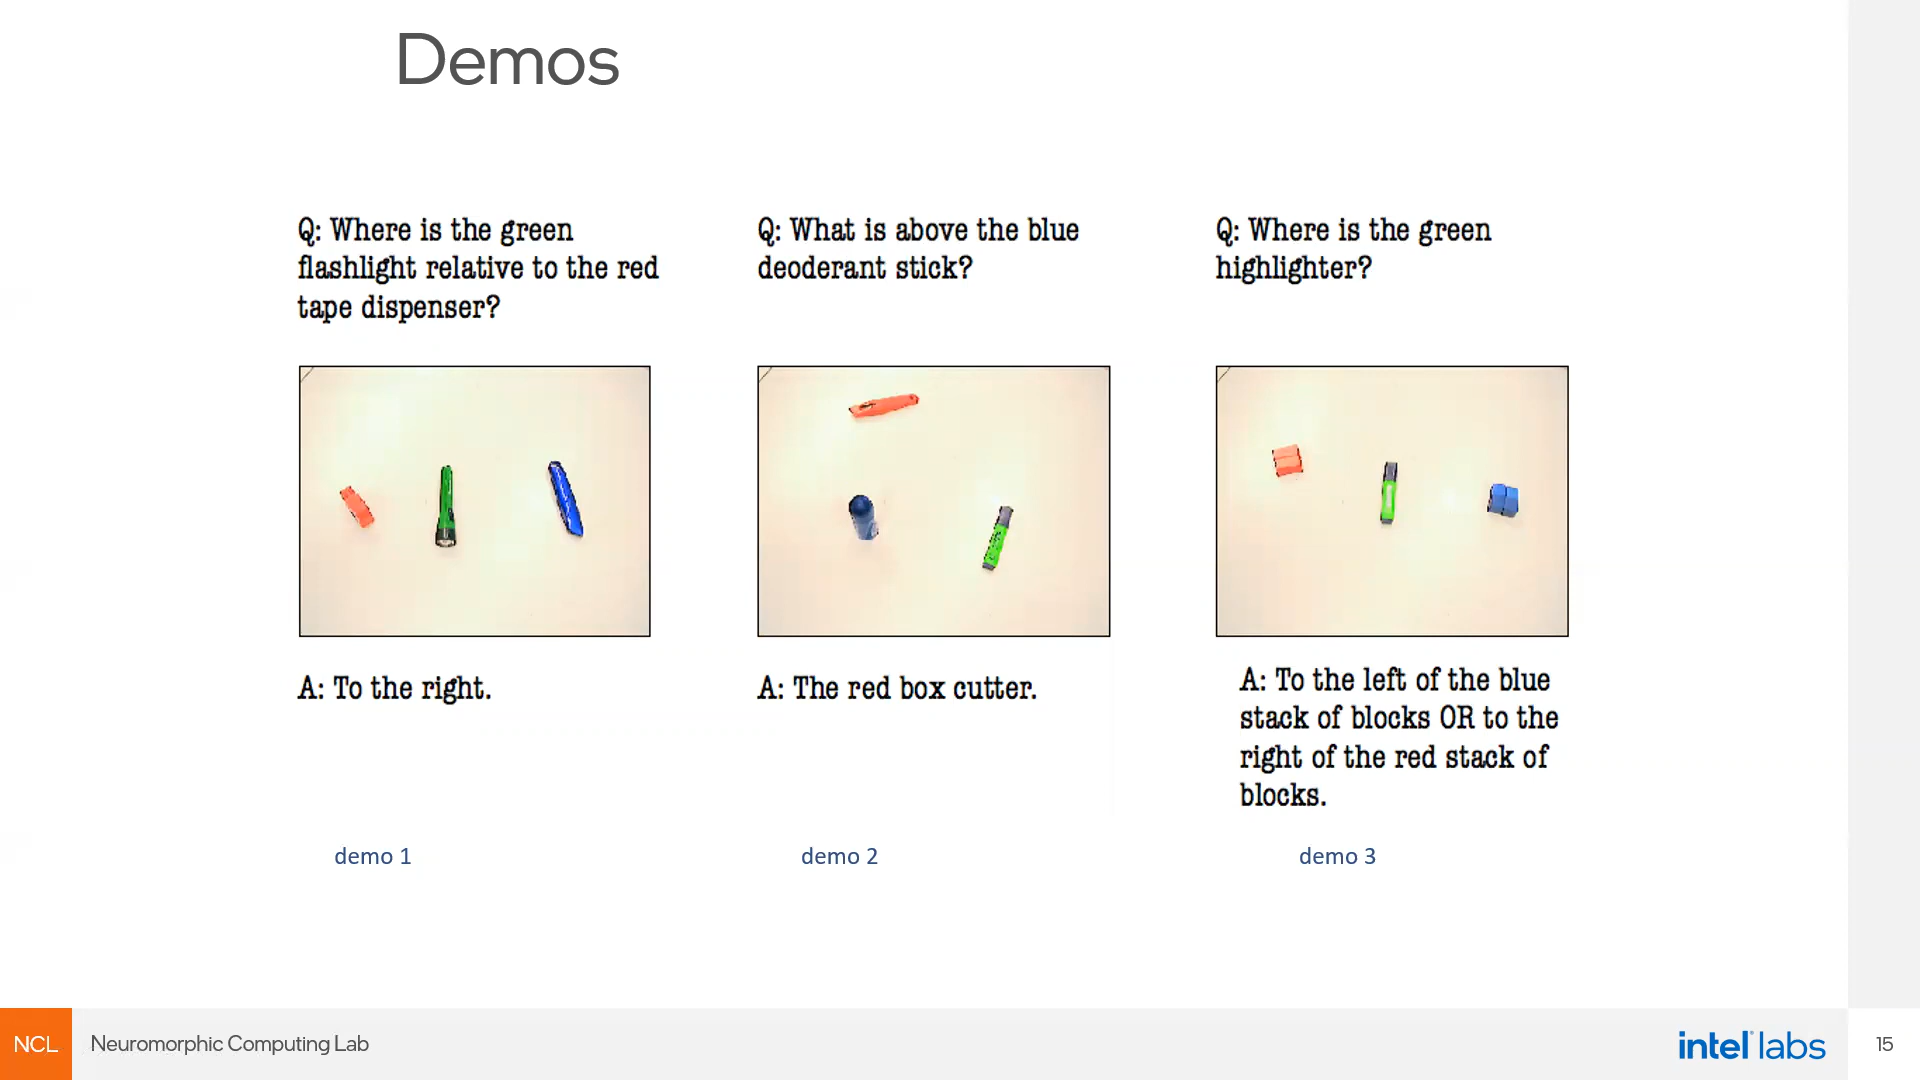 Demos
Q: Where is the green
flashlight relative to the red
tape dispenser?
A: To the right.
demo 1
Q: What is above the blue
deoderant stick?
A: The red box cutter.
demo 2
Q: Where is the green
highlighter?
A: To the left of the blue
stack of blocks OR to the
right of the red stack of
blocks.
demo 3
NCL
Neuromorphic Computing Lab
intel labs
15